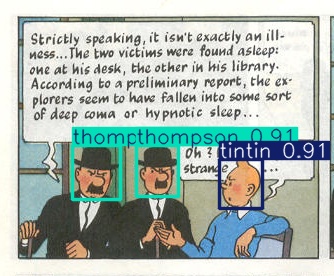 Strictly speaking, it isn't exactly an ill-
ness... The two victims were found asleep:
one at his desk, the other in his library.
According to a preliminary report, the ex-
plorers seem to have fallen into some sort
of deep coma or hypnotic sleep...
thompthompson 0.91
tintin 0.91
Oh?
strange
...